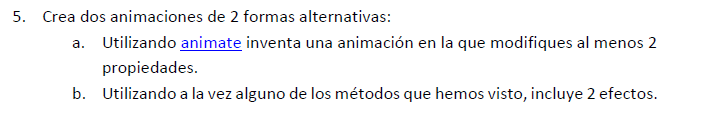 5. Crea dos animaciones de 2 formas alternativas:
a. Utilizando animate inventa una animación en la que modifiques al menos 2
propiedades.
b. Utilizando a la vez alguno de los métodos que hemos visto, incluye 2 efectos.